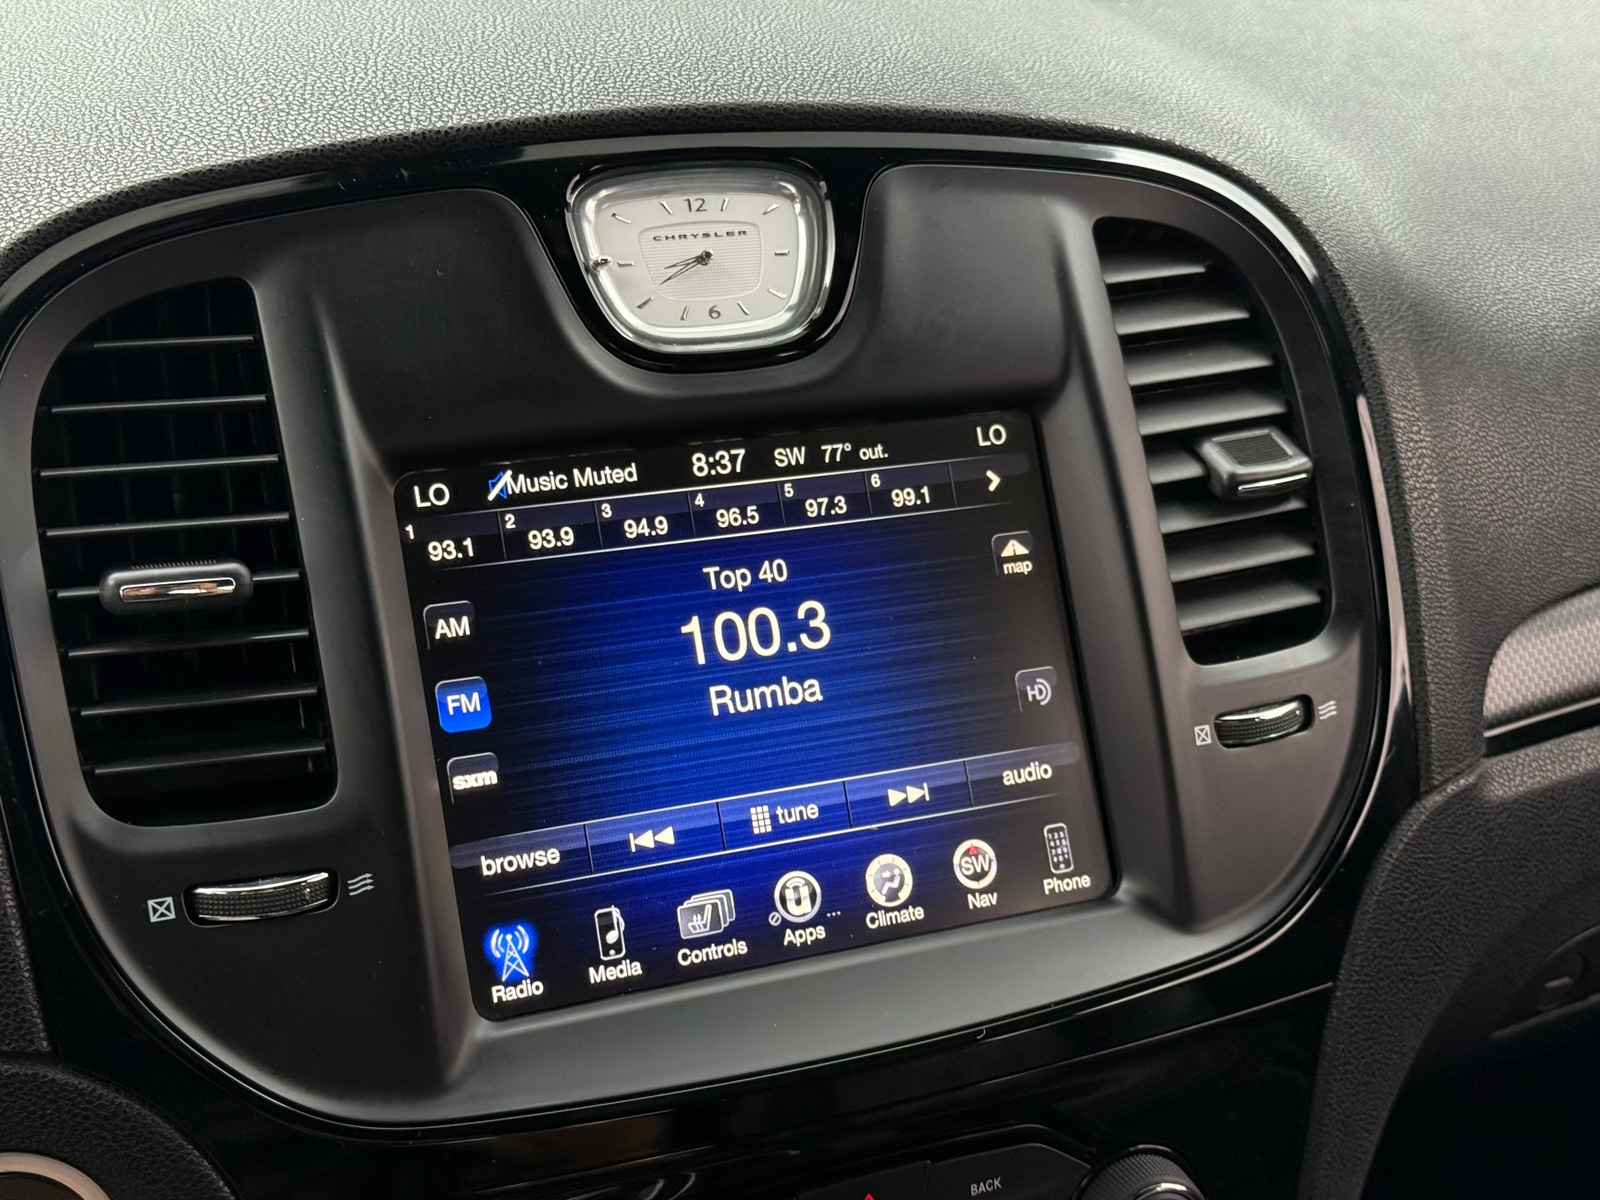 12
CHRYSLER
6
LO Music Muted 8:37 SW 77° out. LO
1 93.1 2 93.9 3 94.9 4 96.5 5 97.3 6 99.1
Top 40
map
AM
100.3
FM
Rumba
HD
sxm
browse tune audio
Radio Media Controls Apps ... Climate SW Nav Phone
BACK